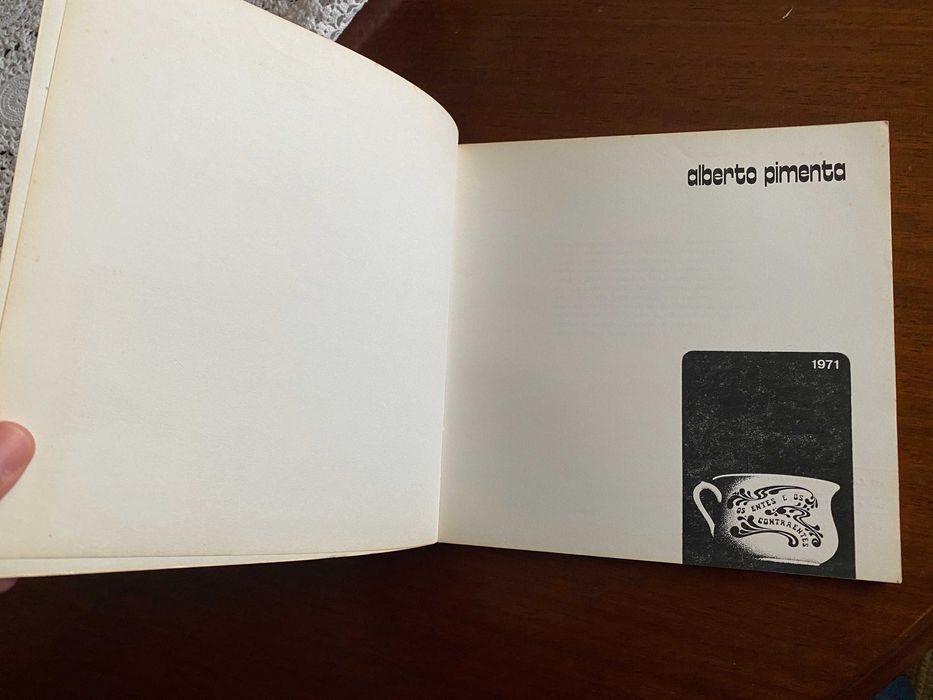 alberto pimenta
1971
OS ENTES E OS
CONTRAENTES